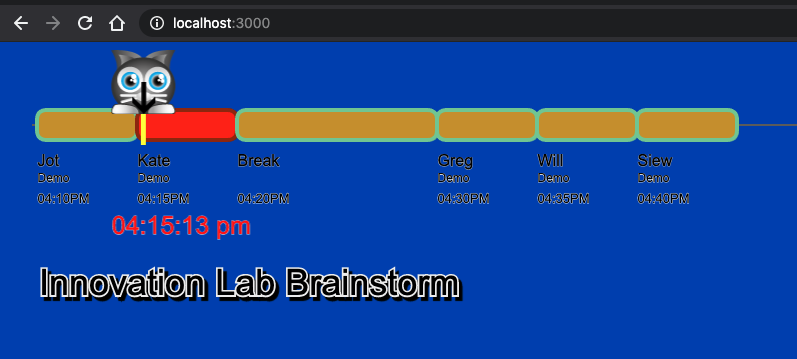 localhost:3000
Jot Kate Break Greg Will Siew
Demo Demo Demo Demo Demo
04:10PM 04:15PM 04:20PM 04:30PM 04:35PM 04:40PM
04:15:13 pm
Innovation Lab Brainstorm